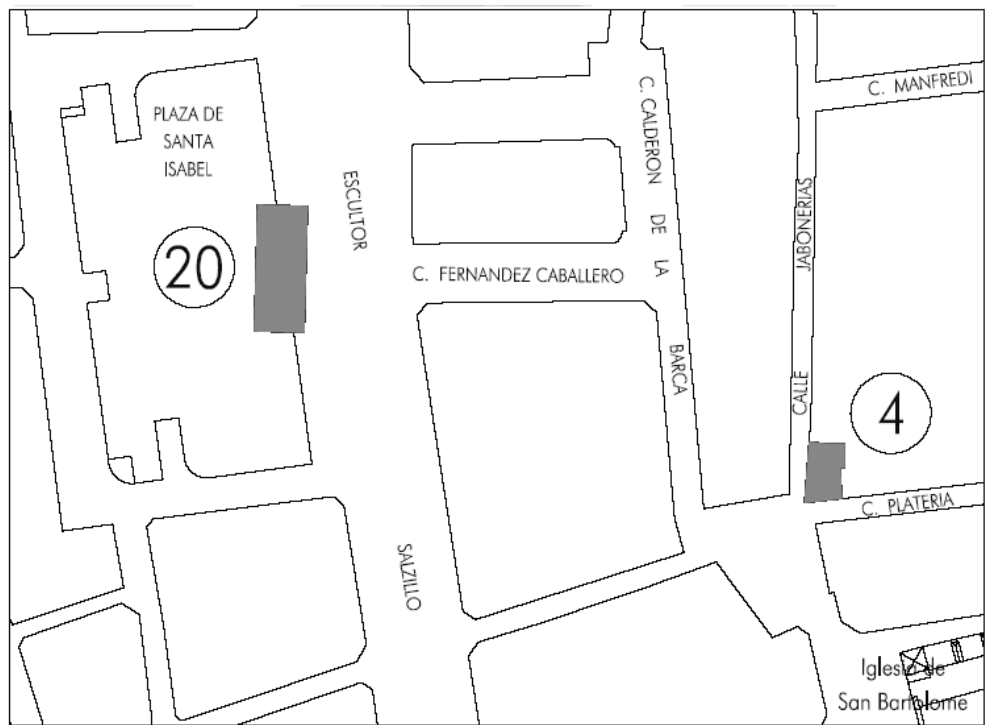 PLAZA DE
SANTA
ISABEL
20
ESCULTOR
SALZILLO
C. FERNANDEZ CABALLERO
C. CALDERON DE LA
BARCA
C. MANFREDI
JABONERIAS
CALLE
4
C. PLATERIA
Iglesia de
San Bartolome